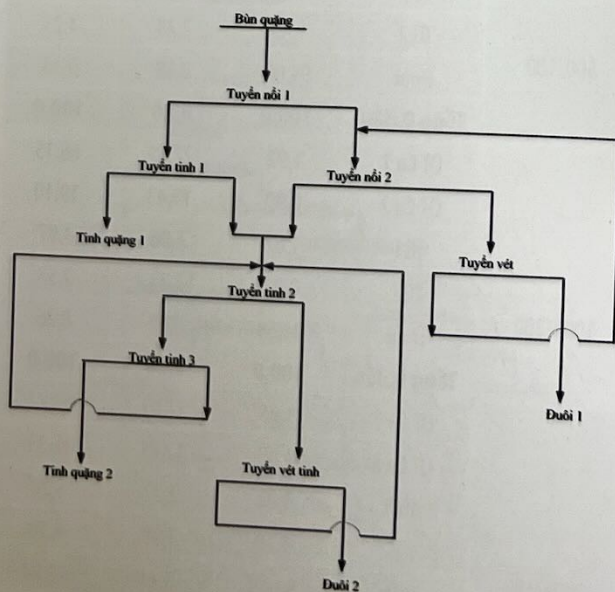 Bùn quặng
Tuyển nổi 1
Tuyển tinh 1
Tuyển nổi 2
Tinh quặng 1
Tuyển vét
Tuyển tinh 2
Tuyển tinh 3
Đuôi 1
Tinh quặng 2
Tuyển vét tinh
Đuôi 2